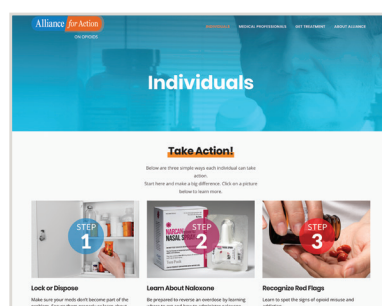 Alliance for Action
ON OPIOIDS
INDIVIDUALS
MEDICAL PROFESSIONALS
GET TREATMENT
ABOUT ALLIANCE
Individuals
Take Action!
Below are three simple ways each individual can take
action.
Start here and make a big difference. Click on a picture
below to learn more.
STEP
1
NARCAN
NASAL SPRAY
STEP
2
STEP
3
Lock or Dispose
Make sure your meds don't become part of the
Learn About Naloxone
Be prepared to reverse an overdose by learning
Recognize Red Flags
Learn to spot the signs of opioid misuse and